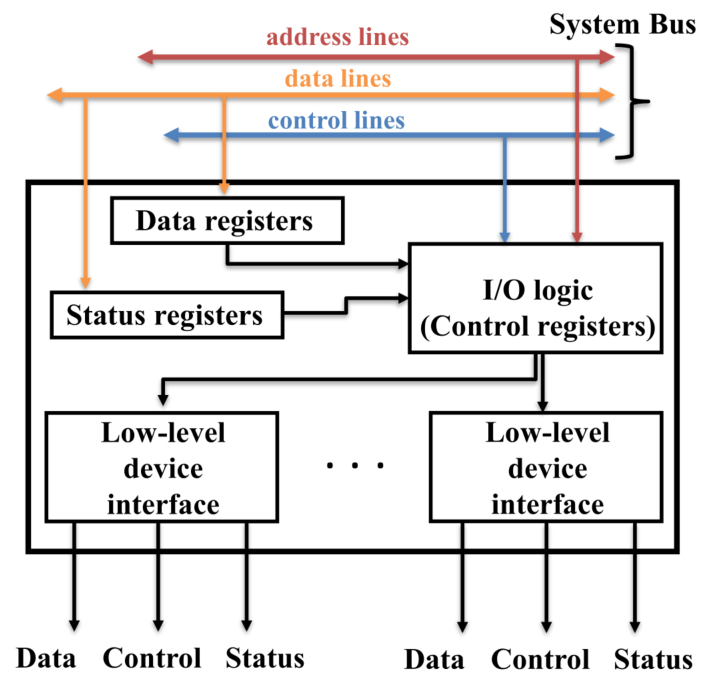 System Bus
address lines
data lines
control lines
Data registers
Status registers
I/O logic
(Control registers)
Low-level
device
interface
. . .
Low-level
device
interface
Data Control Status
Data Control Status